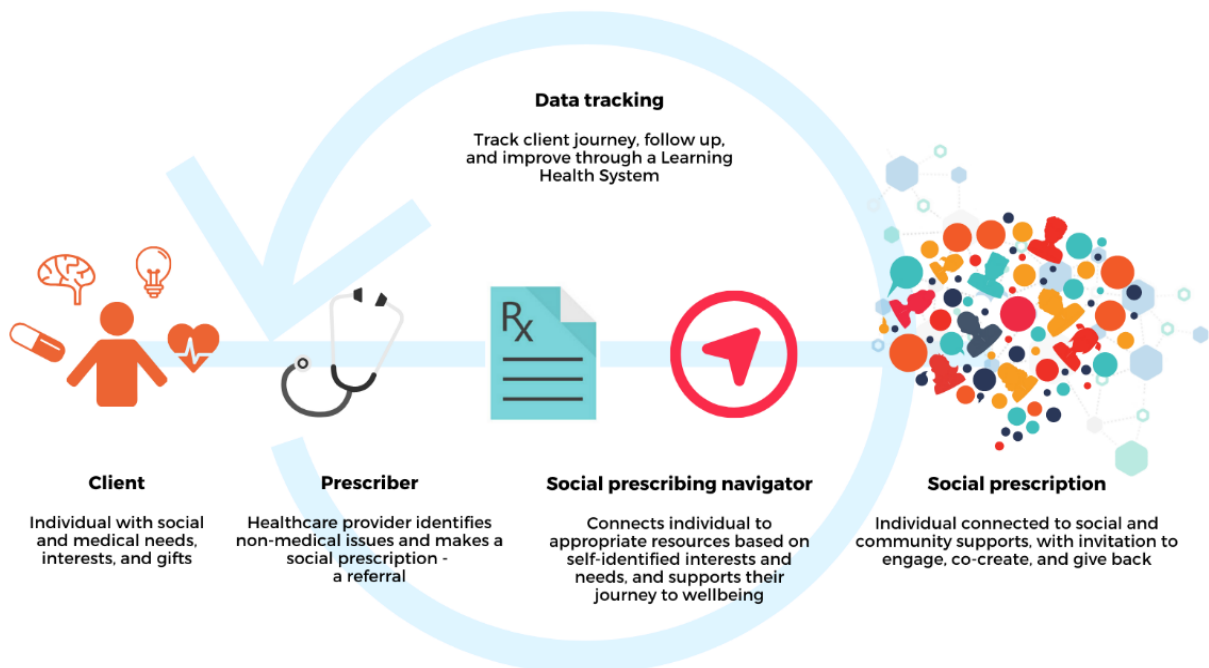 Data tracking
Track client journey, follow up,
and improve through a Learning
Health System
Rx
Client
Individual with social
and medical needs,
interests, and gifts
Prescriber
Healthcare provider identifies
non-medical issues and makes a
social prescription -
a referral
Social prescribing navigator
Connects individual to
appropriate resources based on
self-identified interests and
needs, and supports their
journey to wellbeing
Social prescription
Individual connected to social and
community supports, with invitation to
engage, co-create, and give back